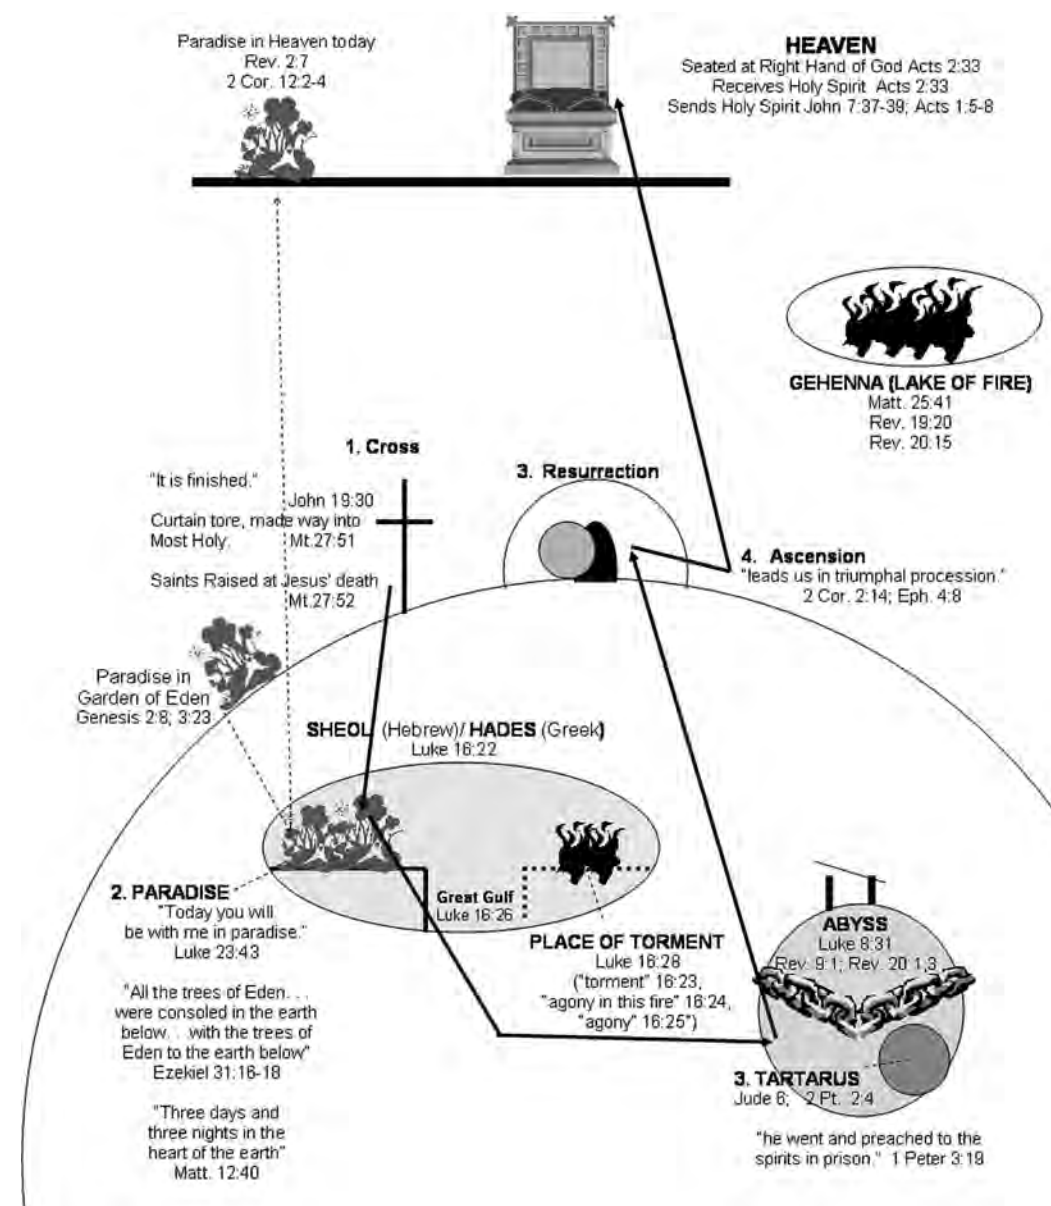 Paradise in Heaven today
Rev. 2:7
2 Cor. 12:2-4
HEAVEN
Seated at Right Hand of God Acts 2:33
Receives Holy Spirit Acts 2:33
Sends Holy Spirit John 7:37-39; Acts 1:5-8
GEHENNA (LAKE OF FIRE)
Matt. 25:41
Rev. 19:20
Rev. 20:15
1. Cross
"It is finished."
John 19:30
Curtain tore, made way into
Most Holy. Mt.27:51
Saints Raised at Jesus' death
Mt.27:52
3. Resurrection
4. Ascension
"leads us in triumphal procession."
2 Cor. 2:14; Eph. 4:8
Paradise in
Garden of Eden
Genesis 2:8; 3:23
SHEOL (Hebrew)/ HADES (Greek)
Luke 16:22
Great Gulf
Luke 16:26
2. PARADISE
"Today you will
be with me in paradise."
Luke 23:43
"All the trees of Eden. . .
were consoled in the earth
below. . . with the trees of
Eden to the earth below"
Ezekiel 31:16-18
"Three days and
three nights in the
heart of the earth"
Matt. 12:40
PLACE OF TORMENT
Luke 16:28
("torment" 16:23,
"agony in this fire" 16:24,
"agony" 16:25")
ABYSS
Luke 8:31
Rev. 9:1; Rev. 20:1,3
3. TARTARUS
Jude 6; 2 Pt. 2:4
"he went and preached to the
spirits in prison." 1 Peter 3:19